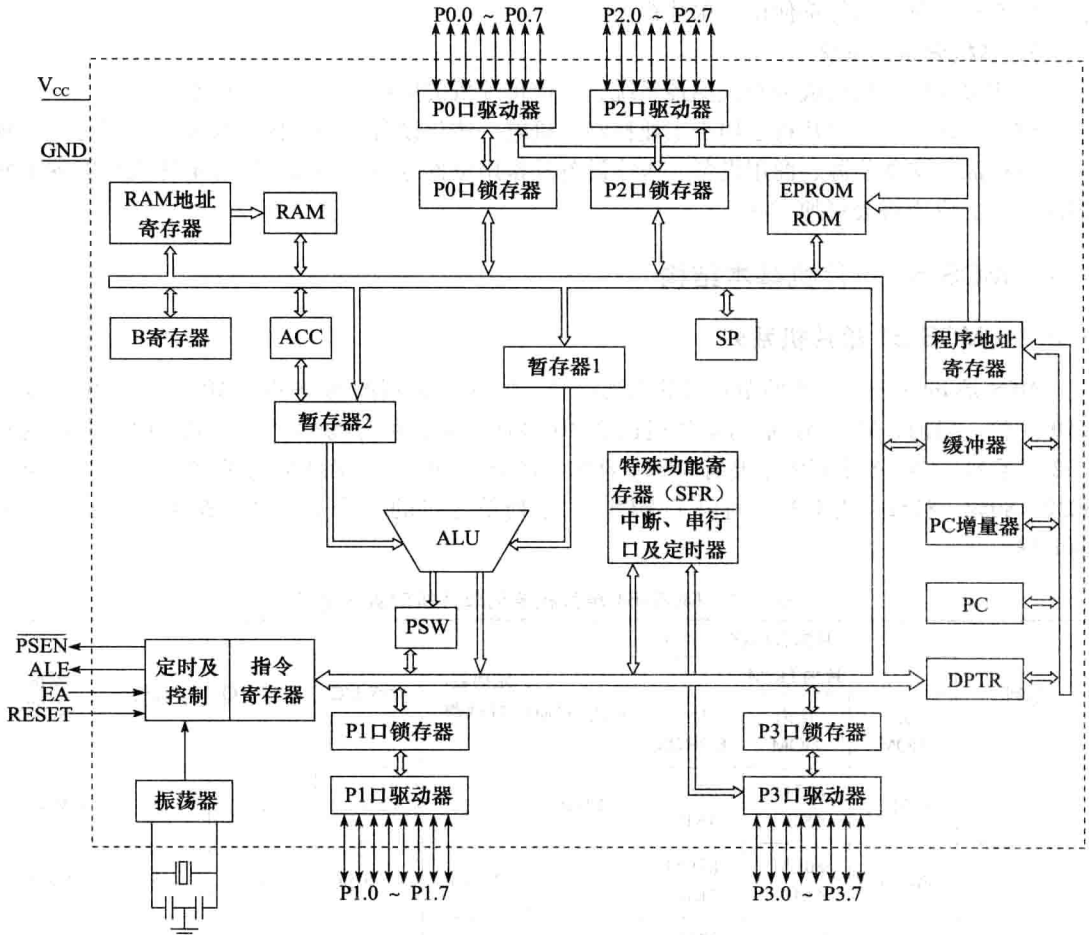 P0.0 ~ P0.7
P2.0 ~ P2.7
VCC
GND
P0口驱动器
P2口驱动器
P0口锁存器
P2口锁存器
RAM地址
寄存器
RAM
EPROM
ROM
B寄存器
ACC
SP
暂存器1
程序地址
寄存器
暂存器2
缓冲器
特殊功能寄
存器（SFR）
中断、串行
口及定时器
ALU
PC增量器
PSW
PC
PSEN
ALE
EA
RESET
定时及
控制
指令
寄存器
DPTR
P1口锁存器
P3口锁存器
振荡器
P1口驱动器
P3口驱动器
P1.0 ~ P1.7
P3.0 ~ P3.7